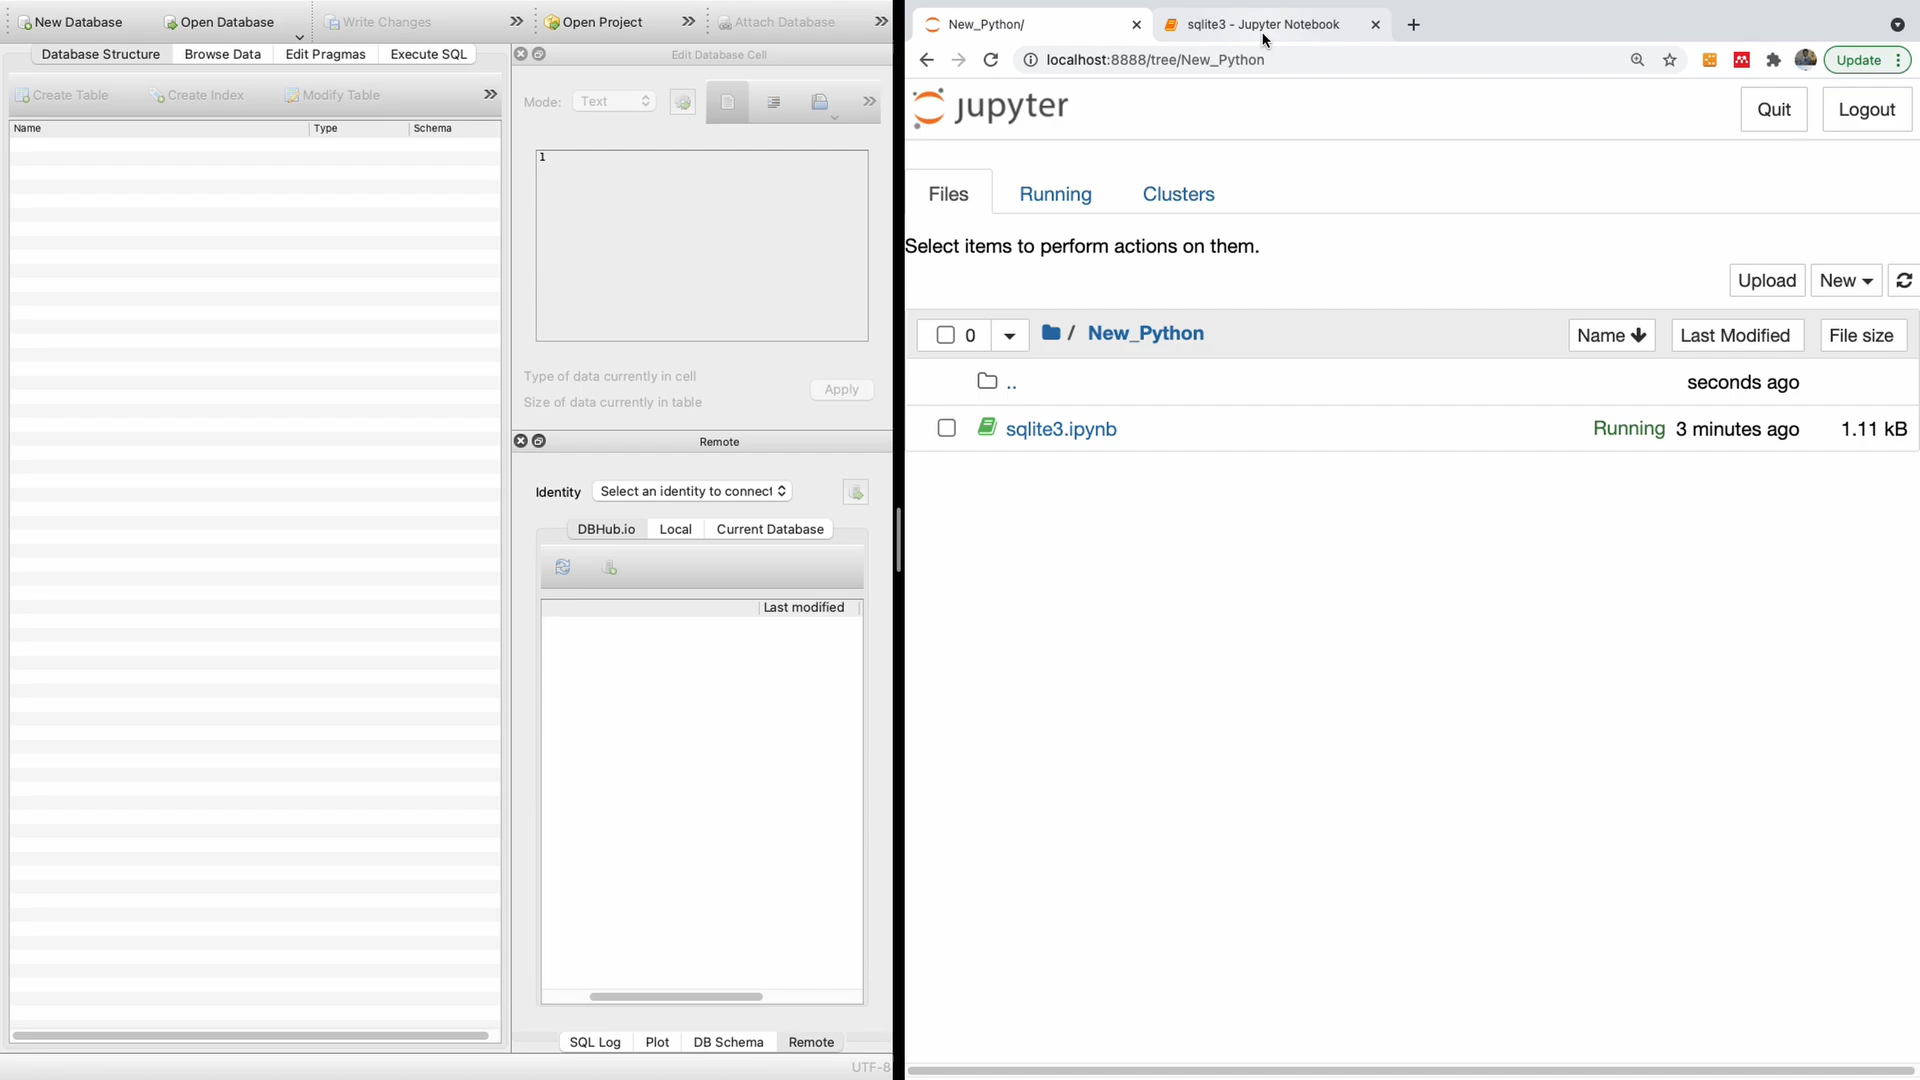 New Database
Open Database
Write Changes
»
Open Project
»
Attach Database
»
Database Structure
Browse Data
Edit Pragmas
Execute SQL
Create Table
Create Index
Modify Table
»
Name
Type
Schema
Edit Database Cell
Mode:
Text
»
1
Type of data currently in cell
Size of data currently in table
Apply
Remote
Identity
Select an identity to connect
DBHub.io
Local
Current Database
Last modified
SQL Log
Plot
DB Schema
Remote
UTF-8
New_Python/
sqlite3 - Jupyter Notebook
localhost:8888/tree/New_Python
Update
jupyter
Quit
Logout
Files
Running
Clusters
Select items to perform actions on them.
Upload
New
0
/ New_Python
Name
Last Modified
File size
..
seconds ago
sqlite3.ipynb
Running 3 minutes ago
1.11 kB